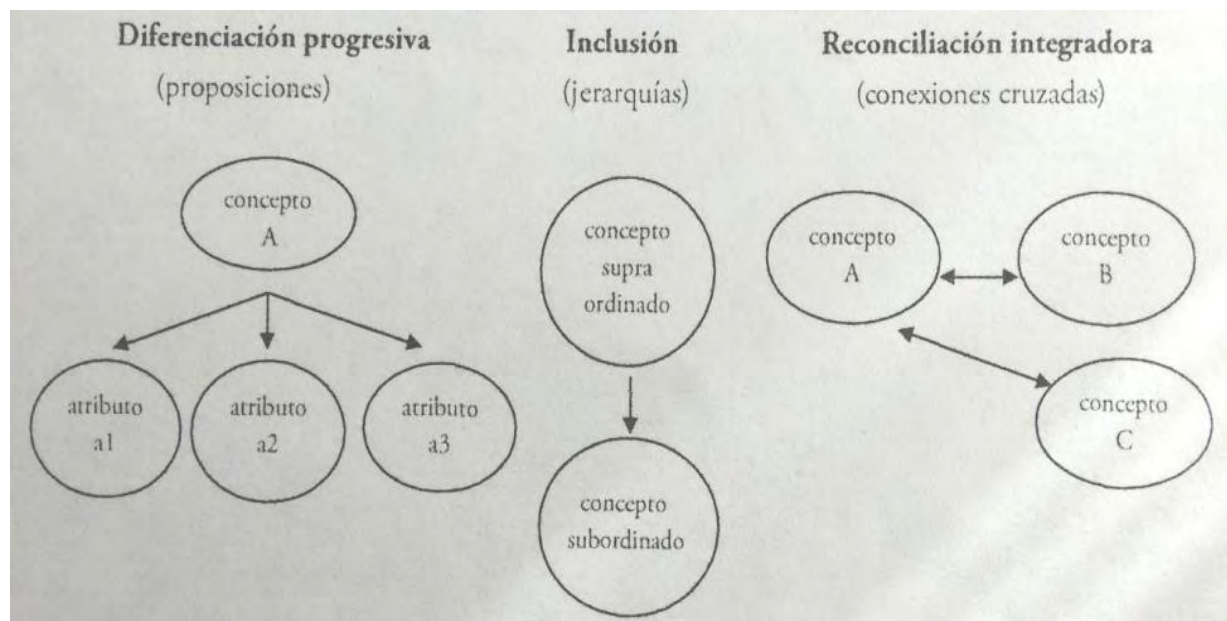 Diferenciación progresiva
(proposiciones)
concepto
A
atributo
a1
atributo
a2
atributo
a3
Inclusión
(jerarquías)
concepto
supra
ordinado
concepto
subordinado
Reconciliación integradora
(conexiones cruzadas)
concepto
A
concepto
B
concepto
C